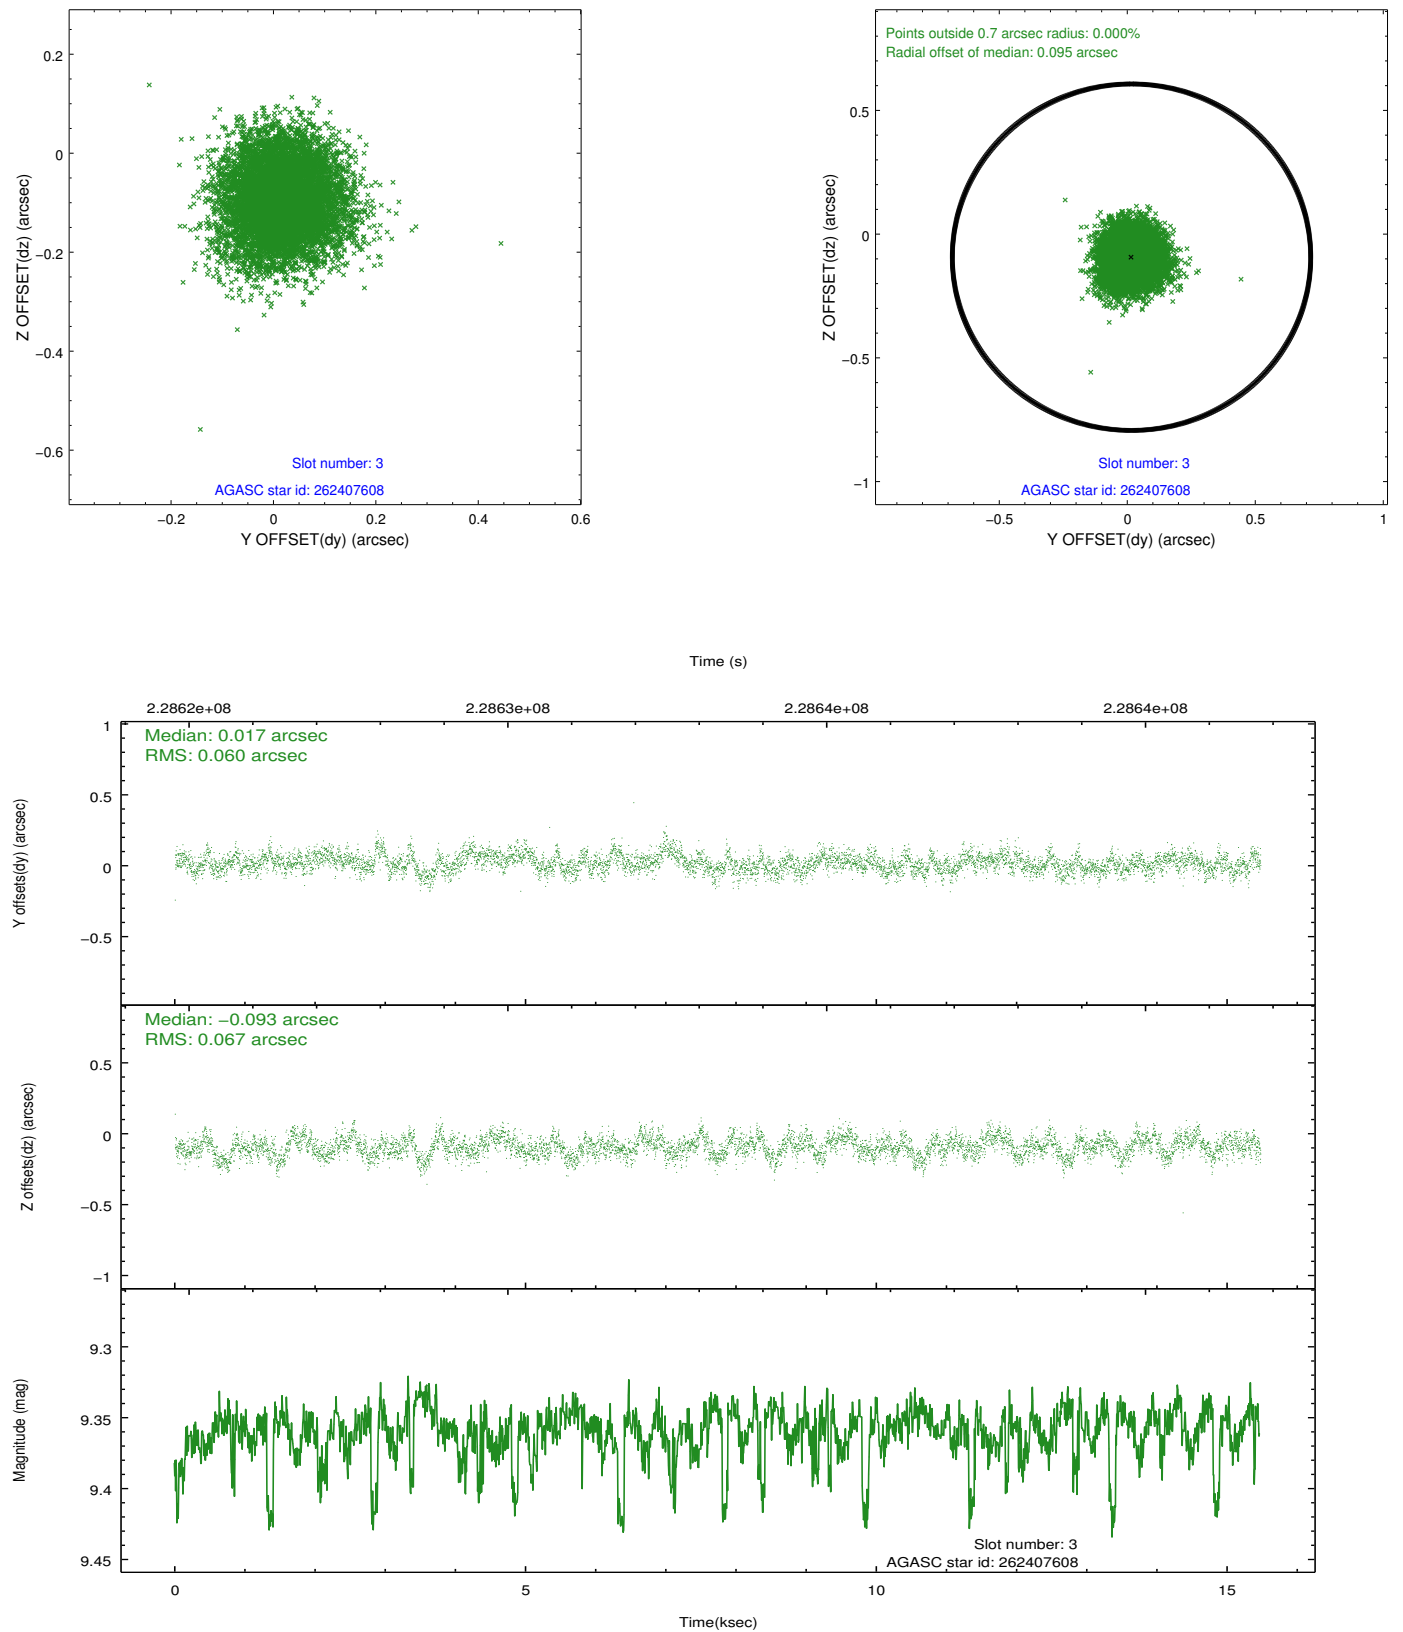 0.2
0
−0.2
−0.4
−0.6
Z OFFSET(dz) (arcsec)
Slot number: 3
AGASC star id: 262407608
−0.2 0 0.2 0.4 0.6
Y OFFSET(dy) (arcsec)
Points outside 0.7 arcsec radius: 0.000%
Radial offset of median: 0.095 arcsec
0.5
0
−0.5
−1
Z OFFSET(dz) (arcsec)
Slot number: 3
AGASC star id: 262407608
−0.5 0 0.5 1
Y OFFSET(dy) (arcsec)
Time (s)
2.2862e+08 2.2863e+08 2.2864e+08 2.2864e+08
Median: 0.017 arcsec
RMS: 0.060 arcsec
1
0.5
0
−0.5
Y offsets(dy) (arcsec)
Median: −0.093 arcsec
RMS: 0.067 arcsec
0.5
0
−0.5
−1
Z offsets(dz) (arcsec)
9.3
9.35
9.4
9.45
Magnitude (mag)
Slot number: 3
AGASC star id: 262407608
0 5 10 15
Time(ksec)